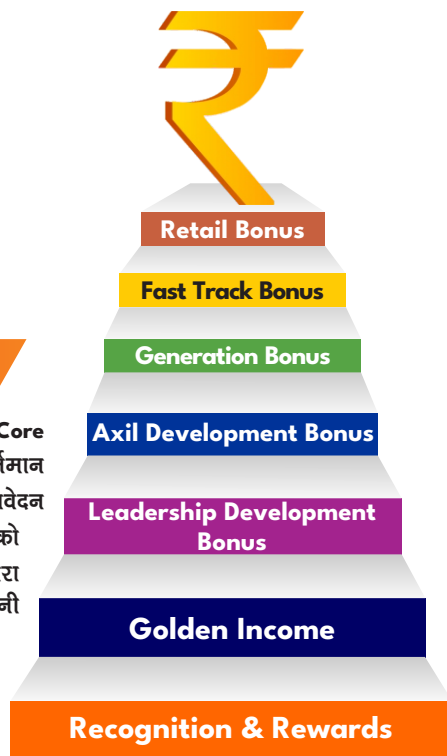 ₹
Retail Bonus
Fast Track Bonus
Generation Bonus
Axil Development Bonus
Core
Leadership Development
Bonus
को
Golden Income
Recognition & Rewards